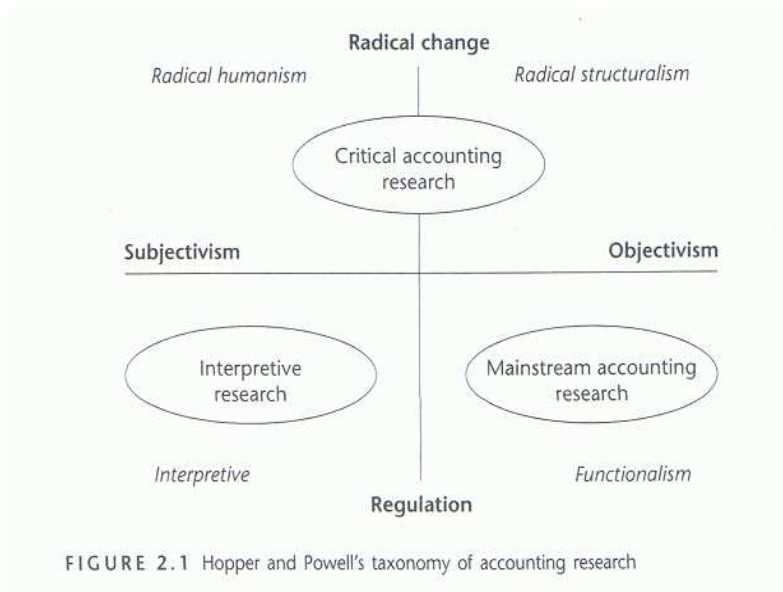 Radical change
Radical humanism
Radical structuralism
Critical accounting
research
Subjectivism
Objectivism
Interpretive
research
Mainstream accounting
research
Interpretive
Functionalism
Regulation
FIGURE 2.1 Hopper and Powell's taxonomy of accounting research